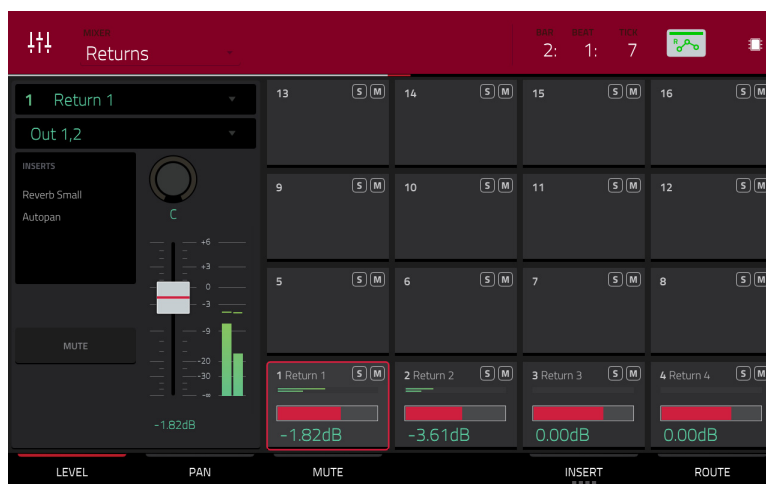 MIXER
Returns
BAR BEAT TICK
2: 1: 7
R
1 Return 1
Out 1,2
INSERTS
Reverb Small
Autopan
C
+6
+3
0
-3
-9
-20
-30
-∞
MUTE
-1.82dB
13 S M
14 S M
15 S M
16 S M
9 S M
10 S M
11 S M
12 S M
5 S M
6 S M
7 S M
8 S M
1 Return 1 S M
-1.82dB
2 Return 2 S M
-3.61dB
3 Return 3 S M
0.00dB
4 Return 4 S M
0.00dB
LEVEL PAN MUTE INSERT ROUTE